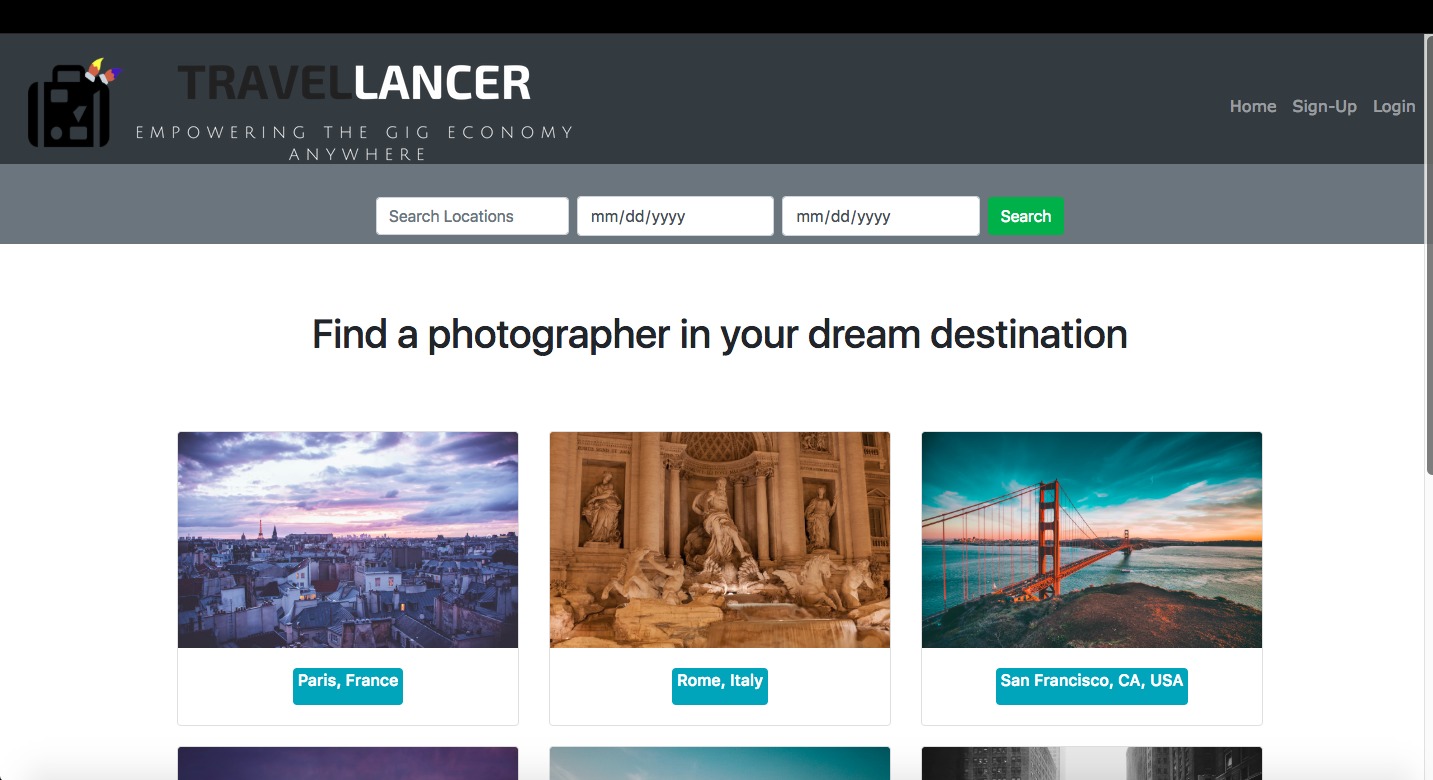 TRAVELLANCER
EMPOWERING THE GIG ECONOMY
ANYWHERE
Home Sign-Up Login
Search Locations mm/dd/yyyy mm/dd/yyyy Search
Find a photographer in your dream destination
Paris, France Rome, Italy San Francisco, CA, USA